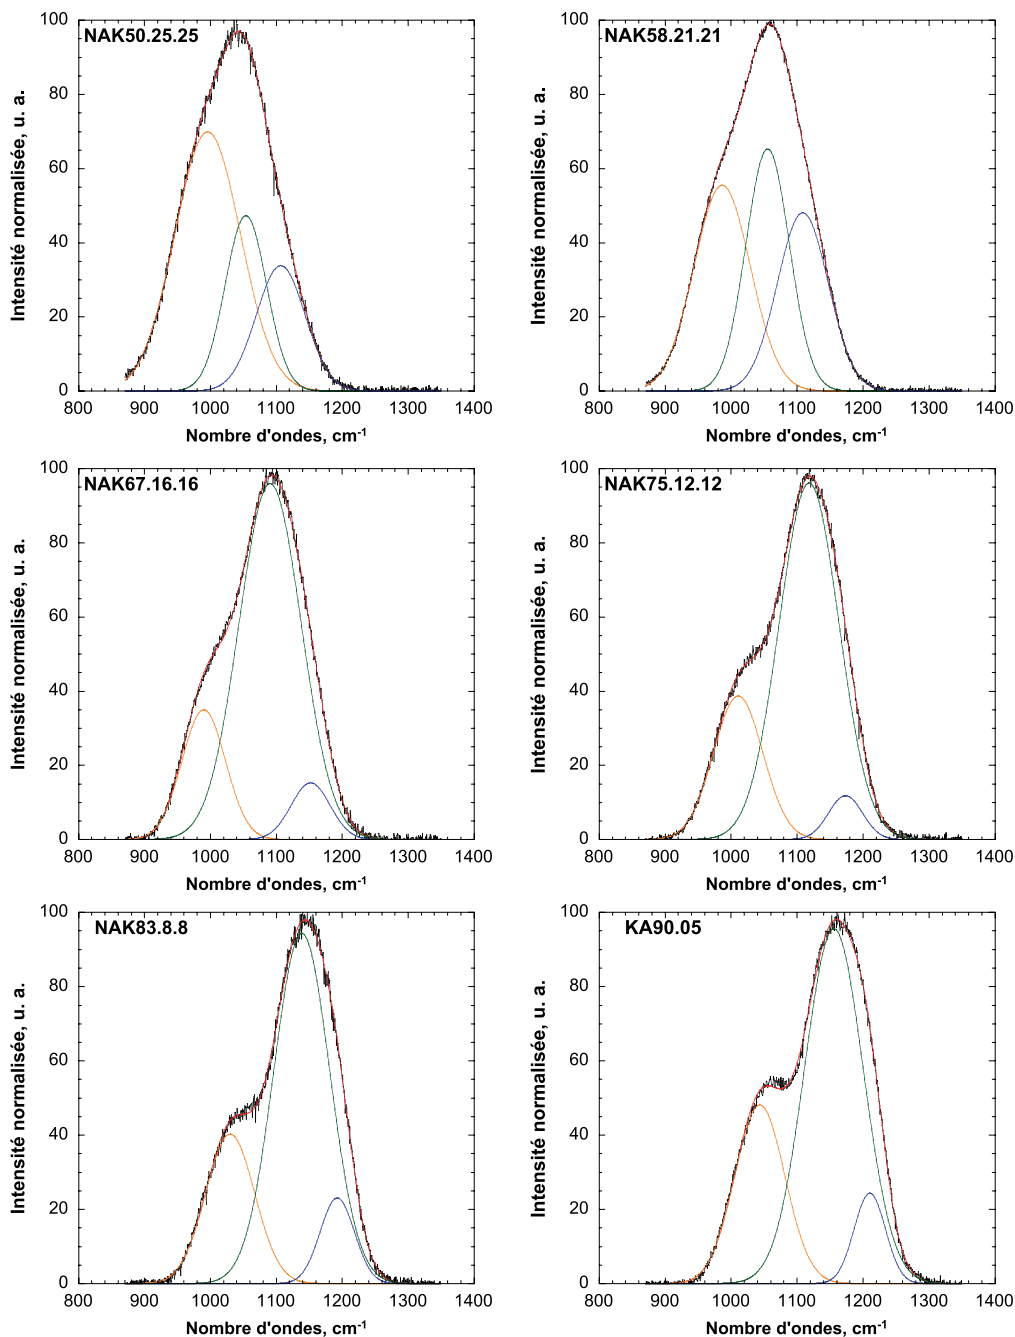 NAK50.25.25
Intensité normalisée, u. a.
100
80
60
40
20
0
800 900 1000 1100 1200 1300 1400
Nombre d'ondes, cm-1
NAK58.21.21
Intensité normalisée, u. a.
100
80
60
40
20
0
800 900 1000 1100 1200 1300 1400
Nombre d'ondes, cm-1
NAK67.16.16
Intensité normalisée, u. a.
100
80
60
40
20
0
800 900 1000 1100 1200 1300 1400
Nombre d'ondes, cm-1
NAK75.12.12
Intensité normalisée, u. a.
100
80
60
40
20
0
800 900 1000 1100 1200 1300 1400
Nombre d'ondes, cm-1
NAK83.8.8
Intensité normalisée, u. a.
100
80
60
40
20
0
800 900 1000 1100 1200 1300 1400
Nombre d'ondes, cm-1
KA90.05
Intensité normalisée, u. a.
100
80
60
40
20
0
800 900 1000 1100 1200 1300 1400
Nombre d'ondes, cm-1